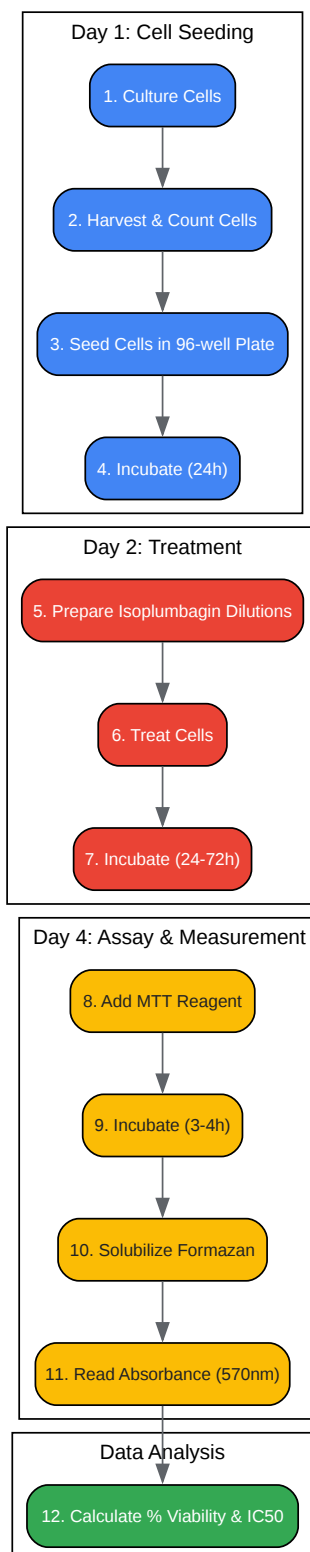 Day 1: Cell Seeding
1. Culture Cells
2. Harvest & Count Cells
3. Seed Cells in 96-well Plate
4. Incubate (24h)
Day 2: Treatment
5. Prepare Isoplumbagin Dilutions
6. Treat Cells
7. Incubate (24-72h)
Day 4: Assay & Measurement
8. Add MTT Reagent
9. Incubate (3-4h)
10. Solubilize Formazan
11. Read Absorbance (570nm)
Data Analysis
12. Calculate % Viability & IC50